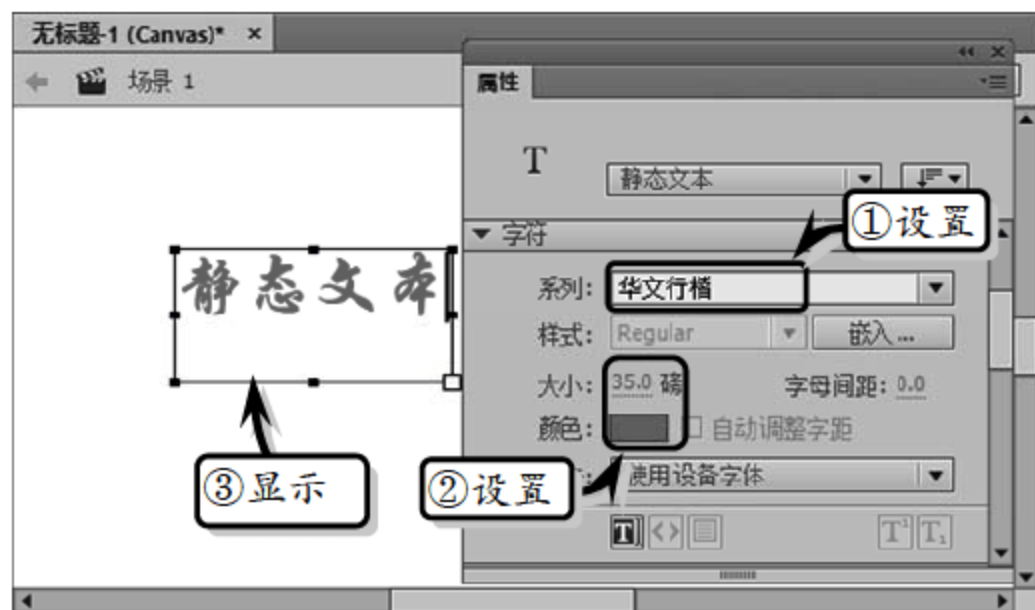 无标题-1 (Canvas)* ×
场景 1
属性
T
静态文本
①设置
字符
静态文本
系列: 华文行楷
样式: Regular 嵌入...
大小: 35.0 磅 字母间距: 0.0
颜色: 自动调整字距
③显示
②设置
使用设备字体
T T¹ T₁